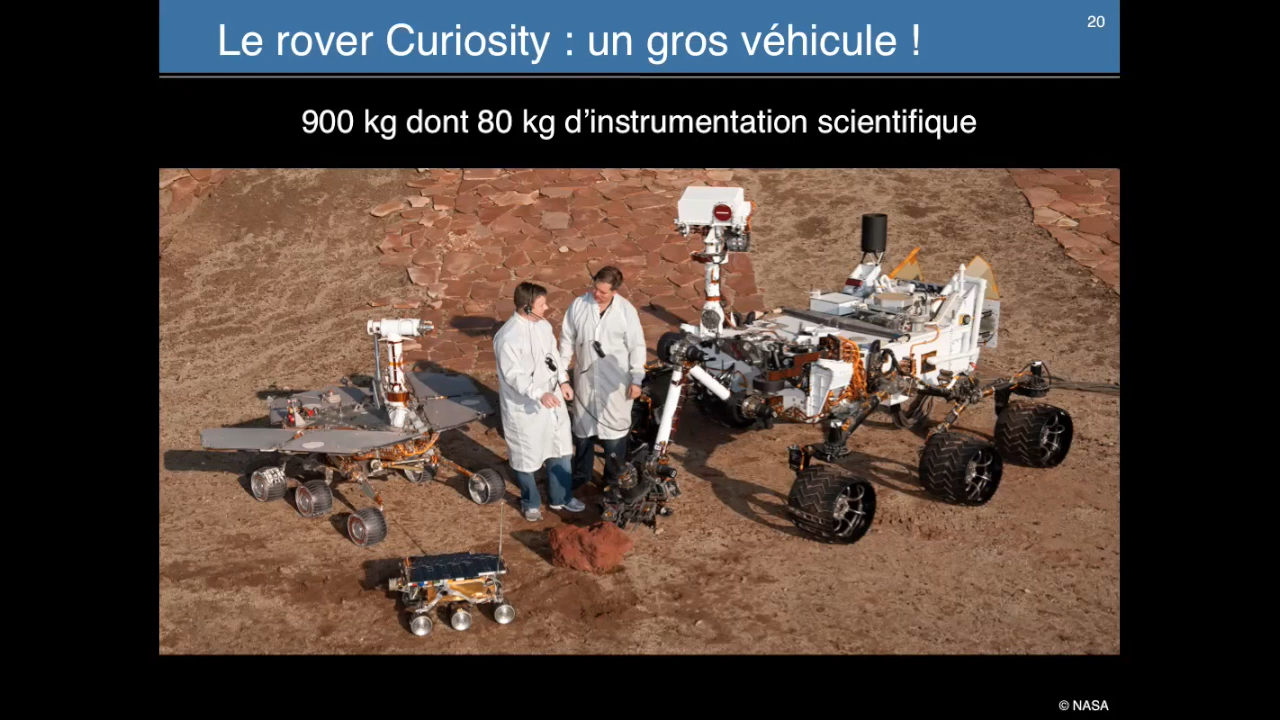 Le rover Curiosity : un gros véhicule !
20
900 kg dont 80 kg d’instrumentation scientifique
© NASA